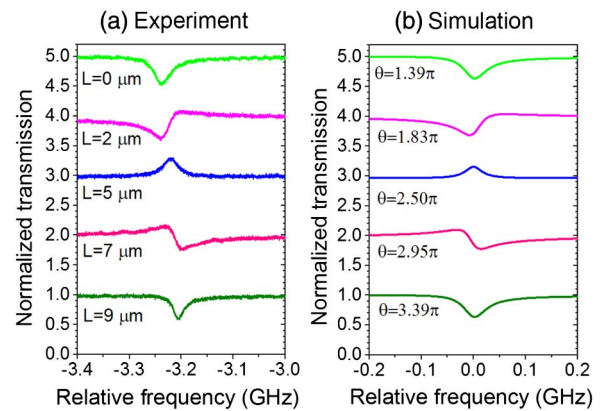 (a) Experiment
Normalized transmission
5.0
4.5
4.0
3.5
3.0
2.5
2.0
1.5
1.0
0.5
0.0
L=0 μm
L=2 μm
L=5 μm
L=7 μm
L=9 μm
-3.4 -3.3 -3.2 -3.1 -3.0
Relative frequency (GHz)
(b) Simulation
Normalized transmission
5.0
4.5
4.0
3.5
3.0
2.5
2.0
1.5
1.0
0.5
0.0
θ=1.39π
θ=1.83π
θ=2.50π
θ=2.95π
θ=3.39π
-0.2 -0.1 0.0 0.1 0.2
Relative frequency (GHz)